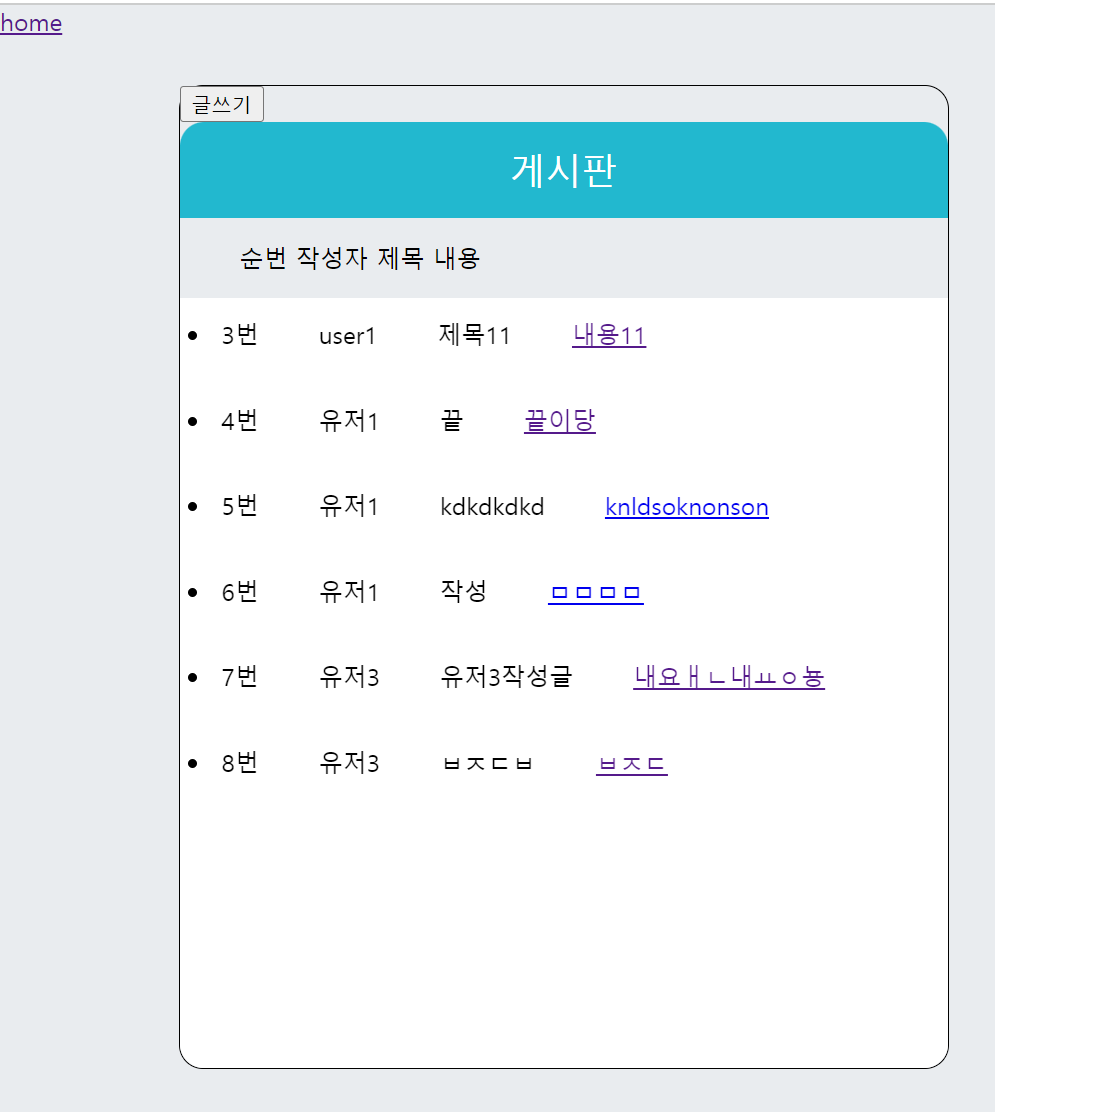 home
글쓰기
게시판
순번 작성자 제목 내용
3번 user1 제목11 내용11
4번 유저1 끝 끝이당
5번 유저1 kdkdkdkd knldsoknonson
6번 유저1 작성 ㅁㅁㅁㅁ
7번 유저3 유저3작성글 내요ㅐㄴ내ㅛㅇ뇽
8번 유저3 ㅂㅈㄷㅂ ㅂㅈㄷ